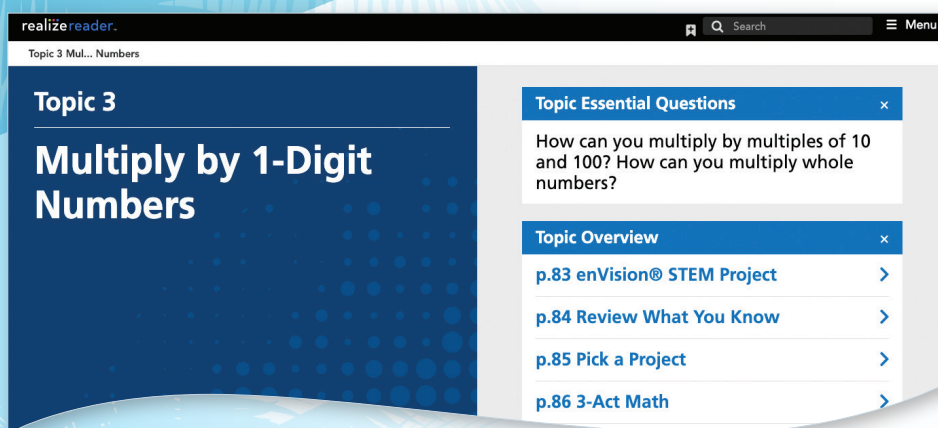 realizereader.
Search
Menu
Topic 3 Mul... Numbers
Topic 3
Multiply by 1-Digit
Numbers
Topic Essential Questions
How can you multiply by multiples of 10
and 100? How can you multiply whole
numbers?
Topic Overview
p.83 enVision® STEM Project
p.84 Review What You Know
p.85 Pick a Project
p.86 3-Act Math